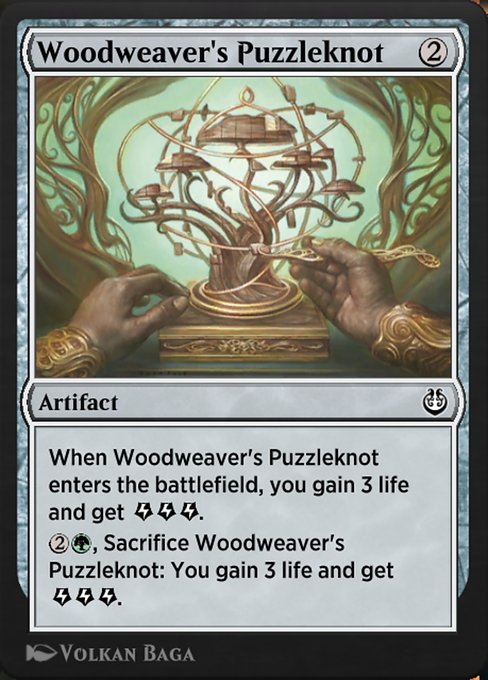 Woodweaver's Puzzleknot 2
Artifact
When Woodweaver's Puzzleknot
enters the battlefield, you gain 3 life
and get ⚡⚡⚡.
2, Sacrifice Woodweaver's
Puzzleknot: You gain 3 life and get
⚡⚡⚡.
VOLKAN BAGA